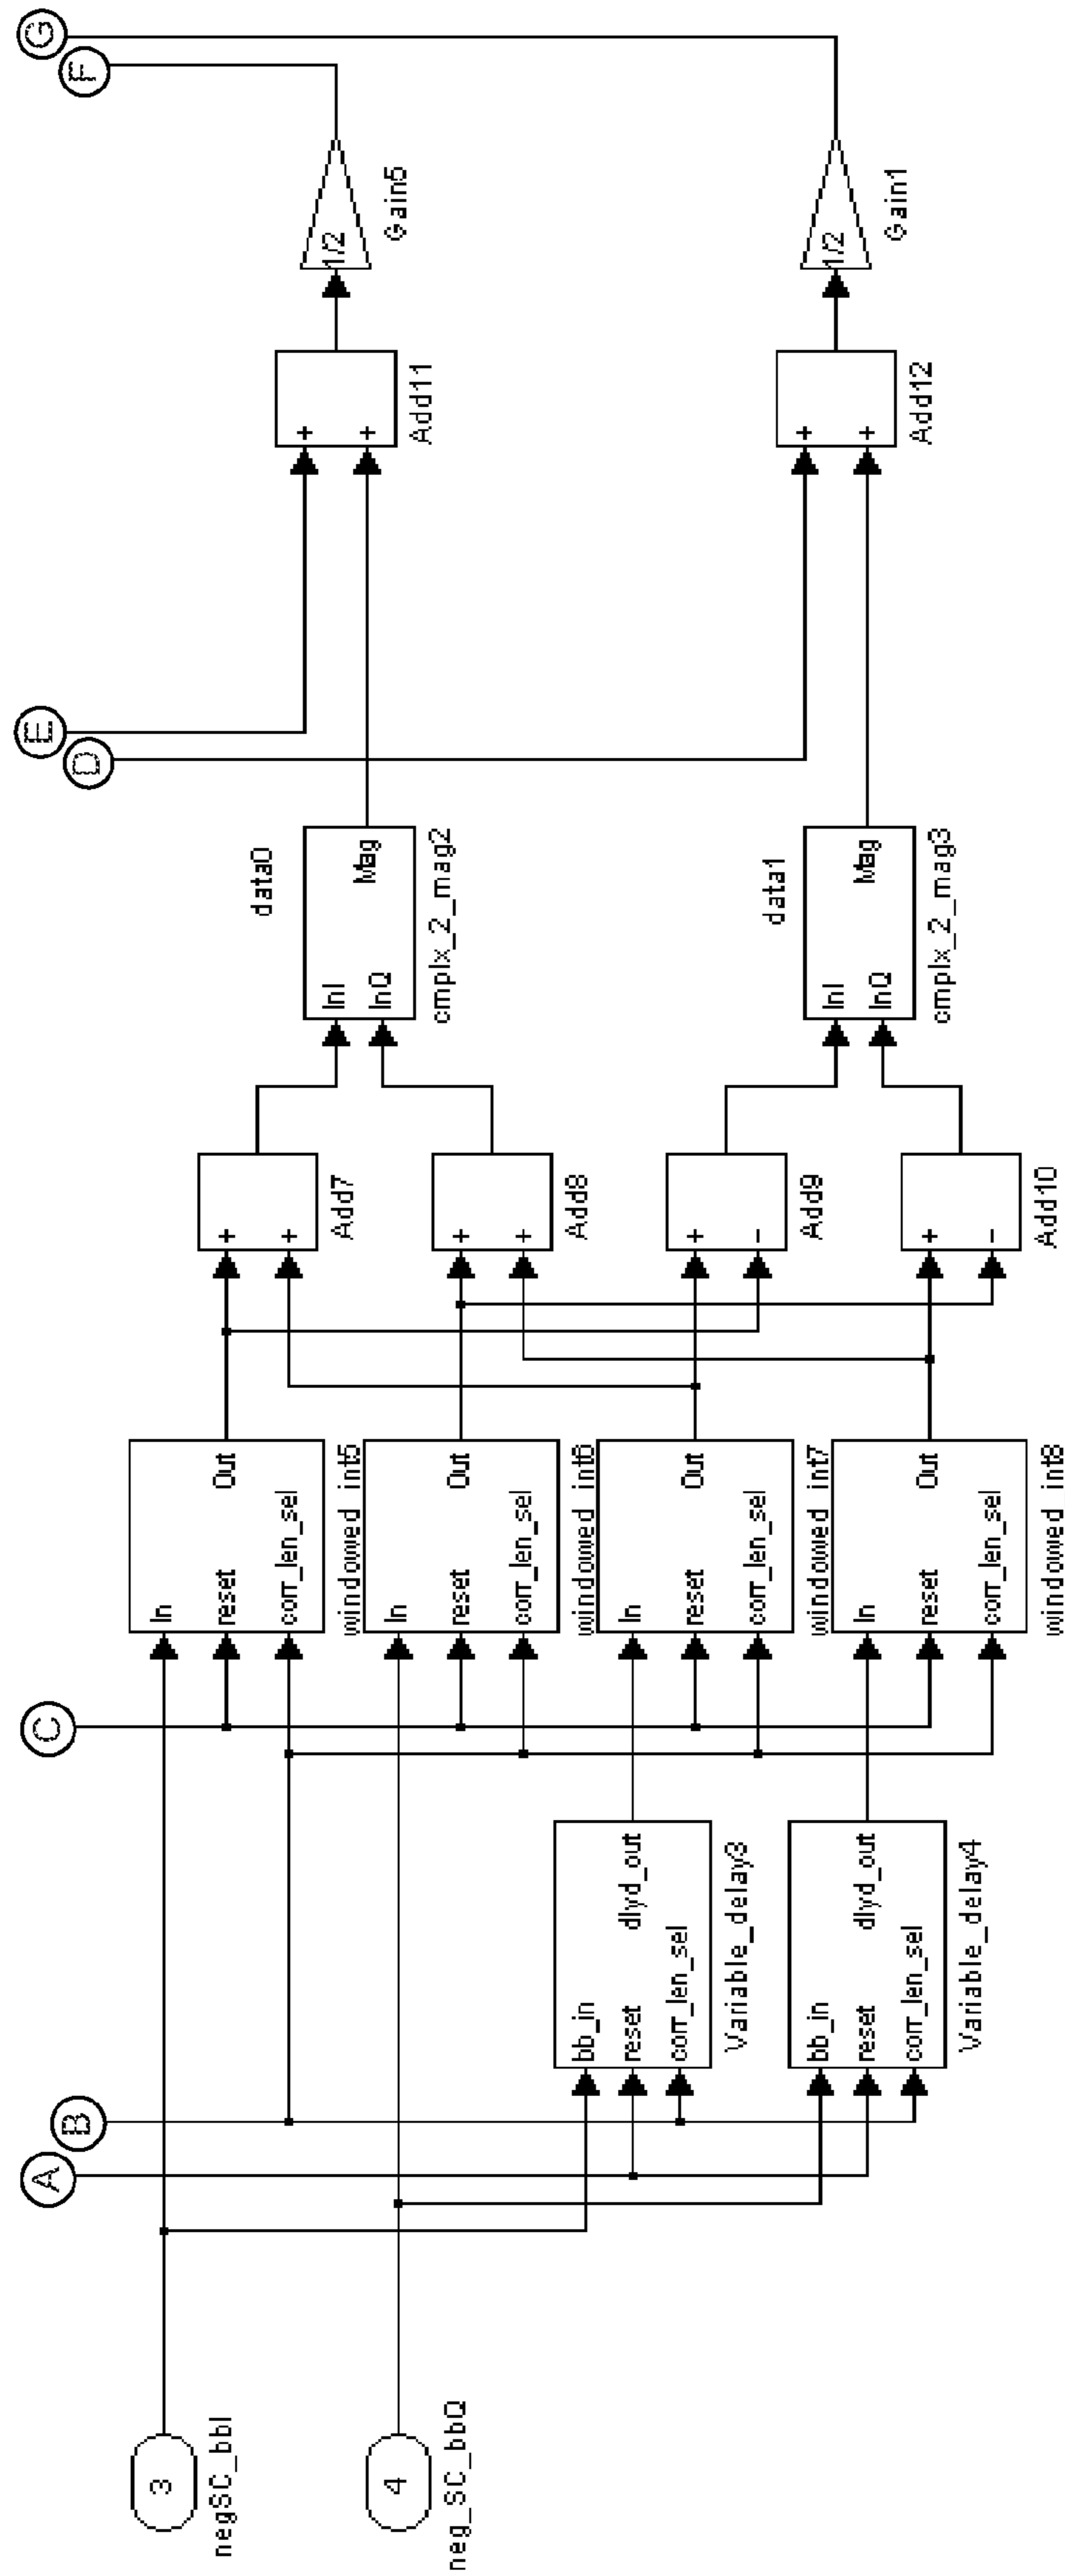 3
negSC_bbI
4
neg_SC_bbQ
A
B
bb_in
reset
corr_len_sel
dlyd_out
Variable_delay3
bb_in
reset
corr_len_sel
dlyd_out
Variable_delay4
C
In
reset
corr_len_sel
Out
windowed_int5
In
reset
corr_len_sel
Out
windowed_int6
In
reset
corr_len_sel
Out
windowed_int7
In
reset
corr_len_sel
Out
windowed_int8
+
+
Add7
+
+
Add8
+
-
Add9
+
-
Add10
data0
InI
InQ
Mag
cmplx_2_mag2
data1
InI
InQ
Mag
cmplx_2_mag3
E
D
+
+
Add11
+
+
Add12
1/2
Gain5
1/2
Gain1
G
F